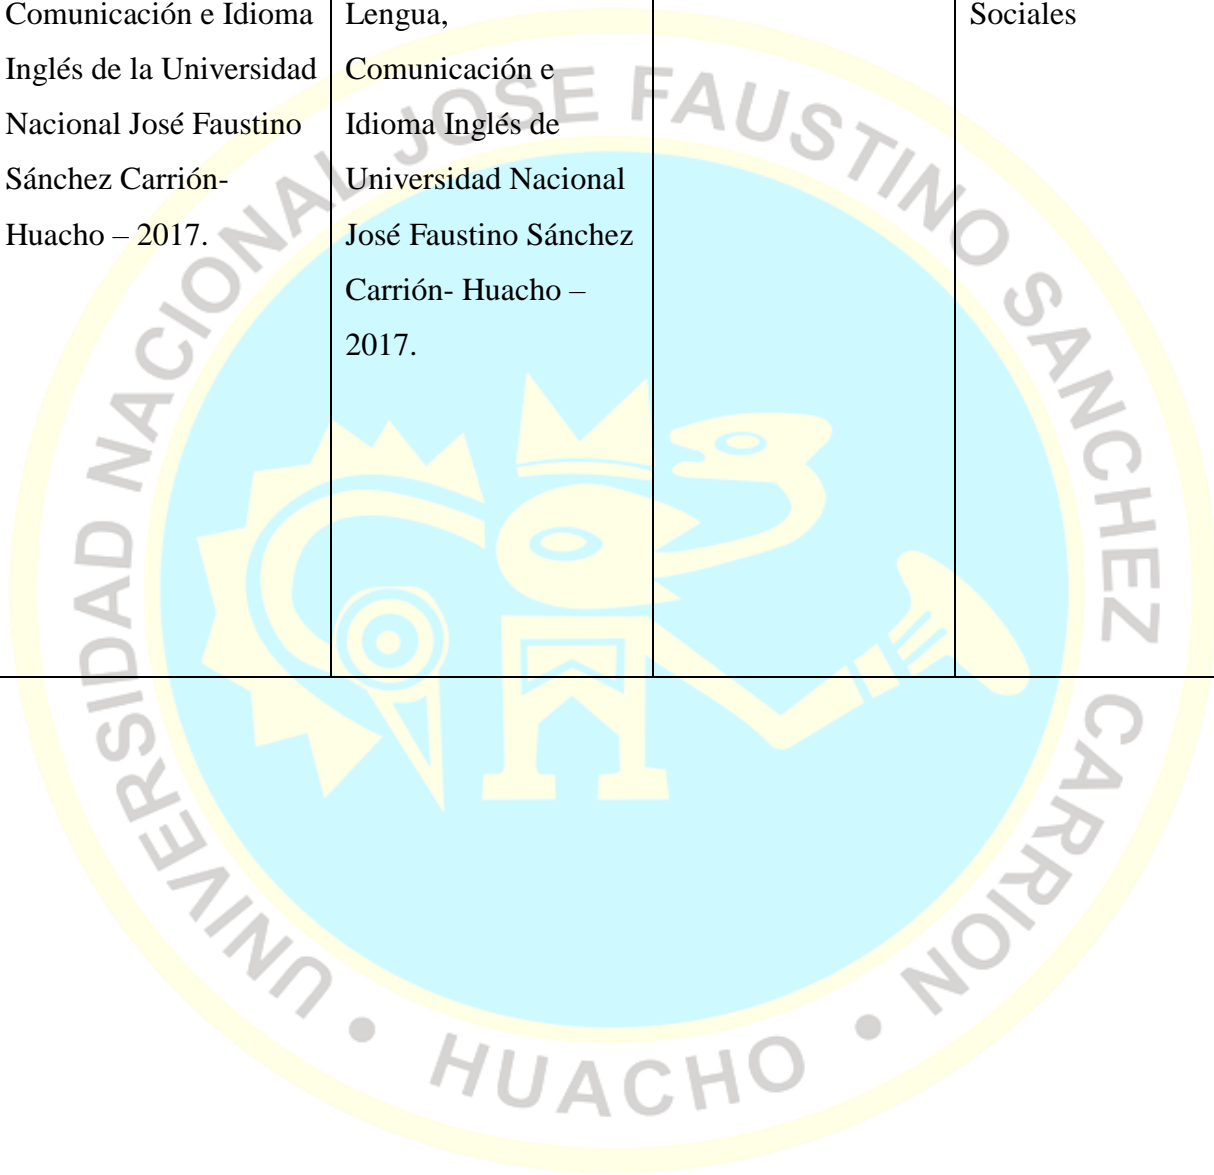 Comunicación e Idioma
Inglés de la Universidad
Nacional José Faustino
Sánchez Carrión-
Huacho – 2017.
Lengua,
Comunicación e
Idioma Inglés de
Universidad Nacional
José Faustino Sánchez
Carrión- Huacho –
2017.
Sociales
UNIVERSIDAD NACIONAL JOSE FAUSTINO SANCHEZ CARRION
• HUACHO •